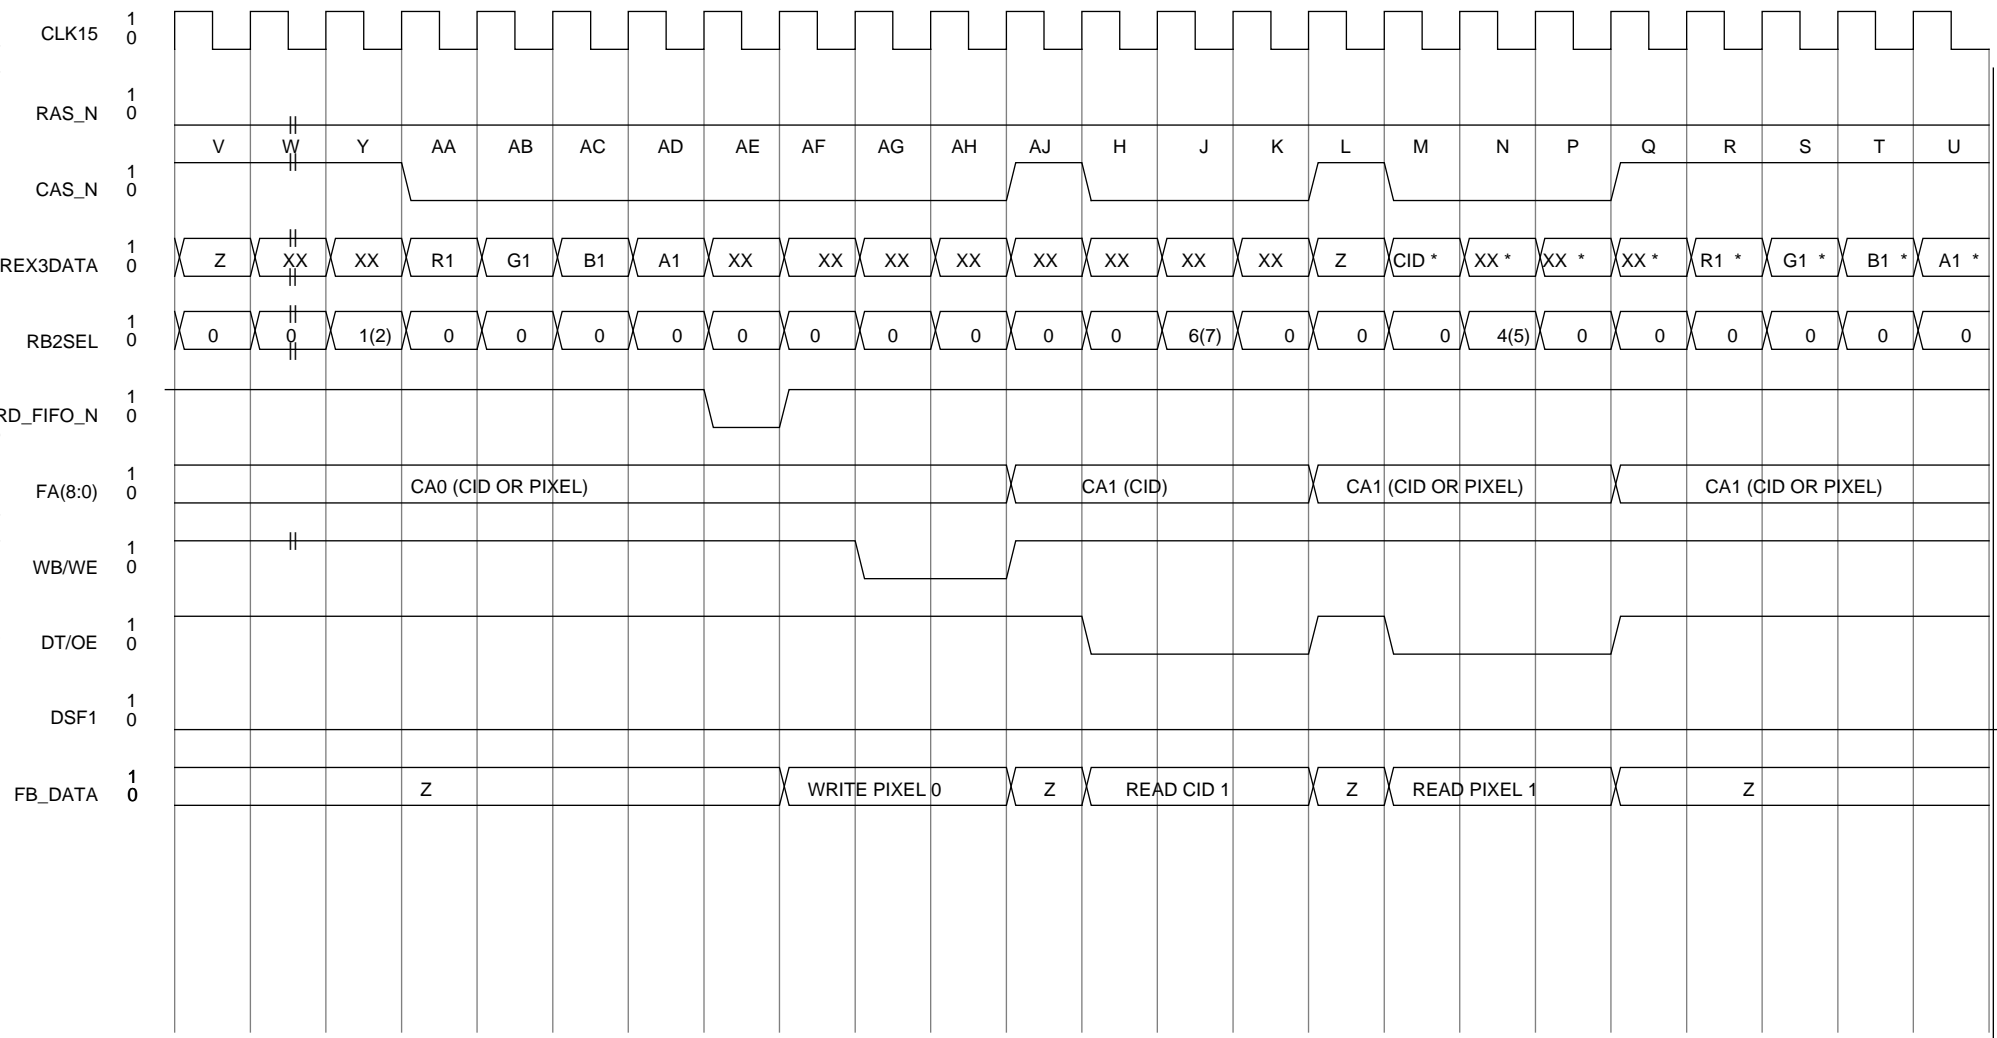 CLK15 1 0
RAS_N 1 0
V W Y AA AB AC AD AE AF AG AH AJ H J K L M N P Q R S T U
CAS_N 1 0
REX3DATA 1 0 Z XX XX R1 G1 B1 A1 XX XX XX XX XX XX XX XX Z CID * XX * XX * XX * R1 * G1 * B1 * A1 *
RB2SEL 1 0 0 0 1(2) 0 0 0 0 0 0 0 0 0 0 6(7) 0 0 0 4(5) 0 0 0 0 0 0
RD_FIFO_N 1 0
FA(8:0) 1 0 CA0 (CID OR PIXEL) CA1 (CID) CA1 (CID OR PIXEL) CA1 (CID OR PIXEL)
WB/WE 1 0
DT/OE 1 0
DSF1 1 0
FB_DATA 1 0 Z WRITE PIXEL 0 Z READ CID 1 Z READ PIXEL 1 Z